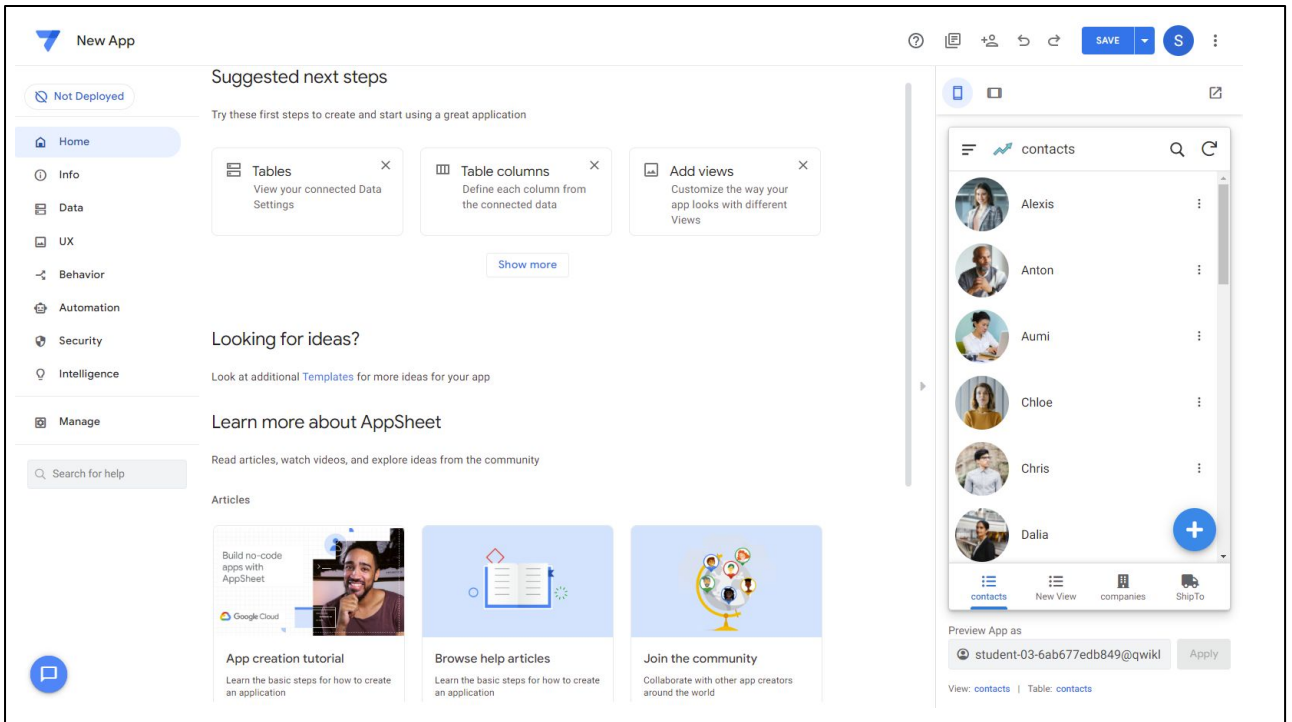 New App
SAVE
S
Not Deployed
Home
Info
Data
UX
Behavior
Automation
Security
Intelligence
Manage
Search for help
Suggested next steps
Try these first steps to create and start using a great application
Tables
View your connected Data
Settings
Table columns
Define each column from
the connected data
Add views
Customize the way your
app looks with different
Views
Show more
Looking for ideas?
Look at additional Templates for more ideas for your app
Learn more about AppSheet
Read articles, watch videos, and explore ideas from the community
Articles
Build no-code
apps with
AppSheet
Google Cloud
App creation tutorial
Learn the basic steps for how to create
an application
Browse help articles
Learn the basic steps for how to create
an application
Join the community
Collaborate with other app creators
around the world
contacts
Alexis
Anton
Aumi
Chloe
Chris
Dalia
contacts
New View
companies
ShipTo
Preview App as
student-03-6ab677edb849@qwikl
Apply
View: contacts | Table: contacts